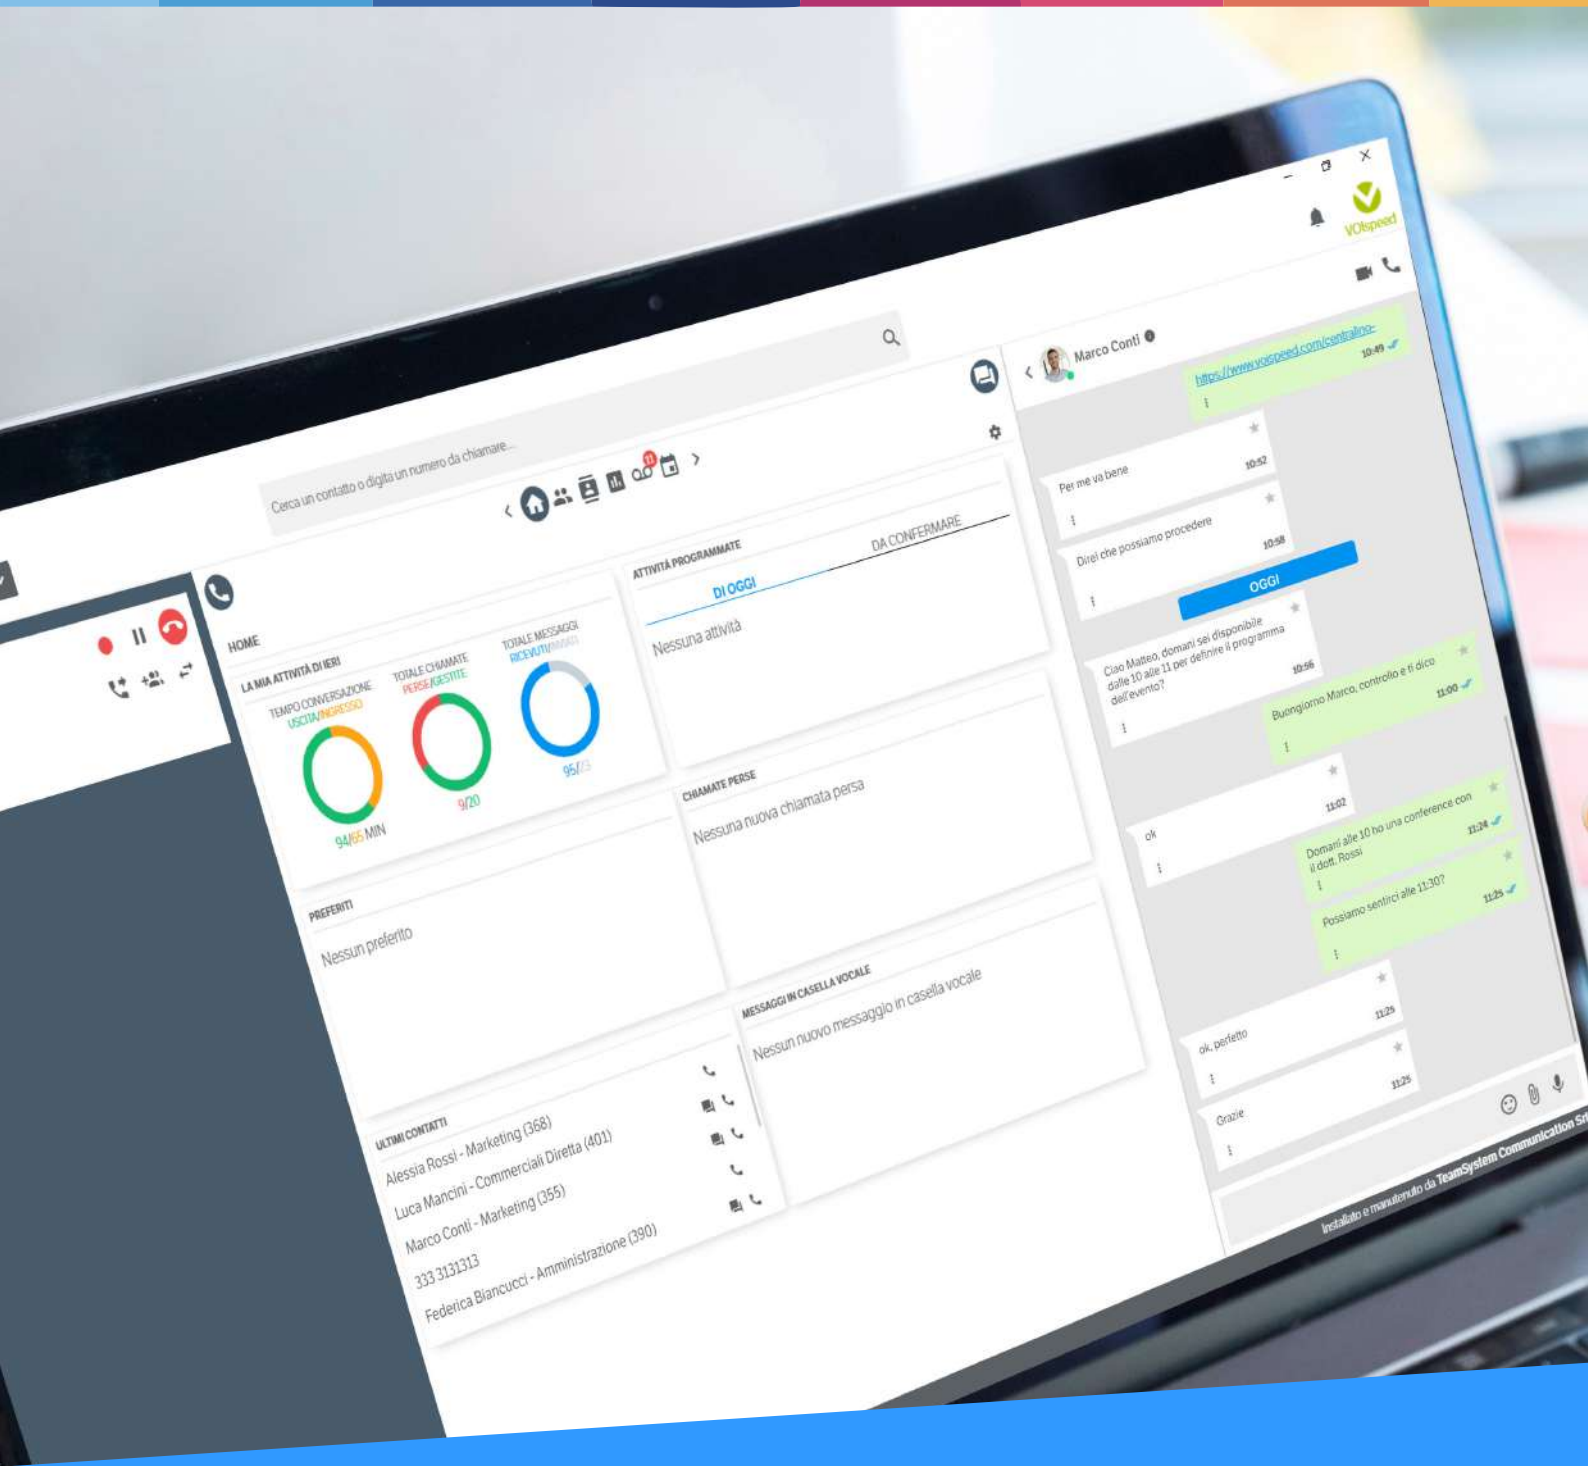 VOIspeed
Cerca un contatto o digita un numero da chiamare...
11
HOME
LA MIA ATTIVITÀ DI IERI
TEMPO CONVERSAZIONE
USCITA/INGRESSO
94/65 MIN
TOTALE CHIAMATE
PERSE/GESTITE
9/20
TOTALE MESSAGGI
RICEVUTI/INVIATI
95/23
ATTIVITÀ PROGRAMMATE
DI OGGI
DA CONFERMARE
Nessuna attività
PREFERITI
Nessun preferito
CHIAMATE PERSE
Nessuna nuova chiamata persa
ULTIMI CONTATTI
Alessia Rossi - Marketing (368)
Luca Mancini - Commerciali Diretta (401)
Marco Conti - Marketing (355)
333 3131313
Federica Biancucci - Amministrazione (390)
MESSAGGI IN CASELLA VOCALE
Nessun nuovo messaggio in casella vocale
Marco Conti
https://www.voispeed.com/centralino-
10:49
Per me va bene
10:52
Direi che possiamo procedere
10:58
OGGI
Ciao Matteo, domani sei disponibile
dalle 10 alle 11 per definire il programma
dell'evento?
10:56
Buongiorno Marco, controllo e ti dico
11:00
ok
11:02
Domani alle 10 ho una conference con
il dott. Rossi
11:24
Possiamo sentirci alle 11:30?
11:25
ok, perfetto
11:25
Grazie
11:25
Installato e manutenuto da TeamSystem Communication Srl